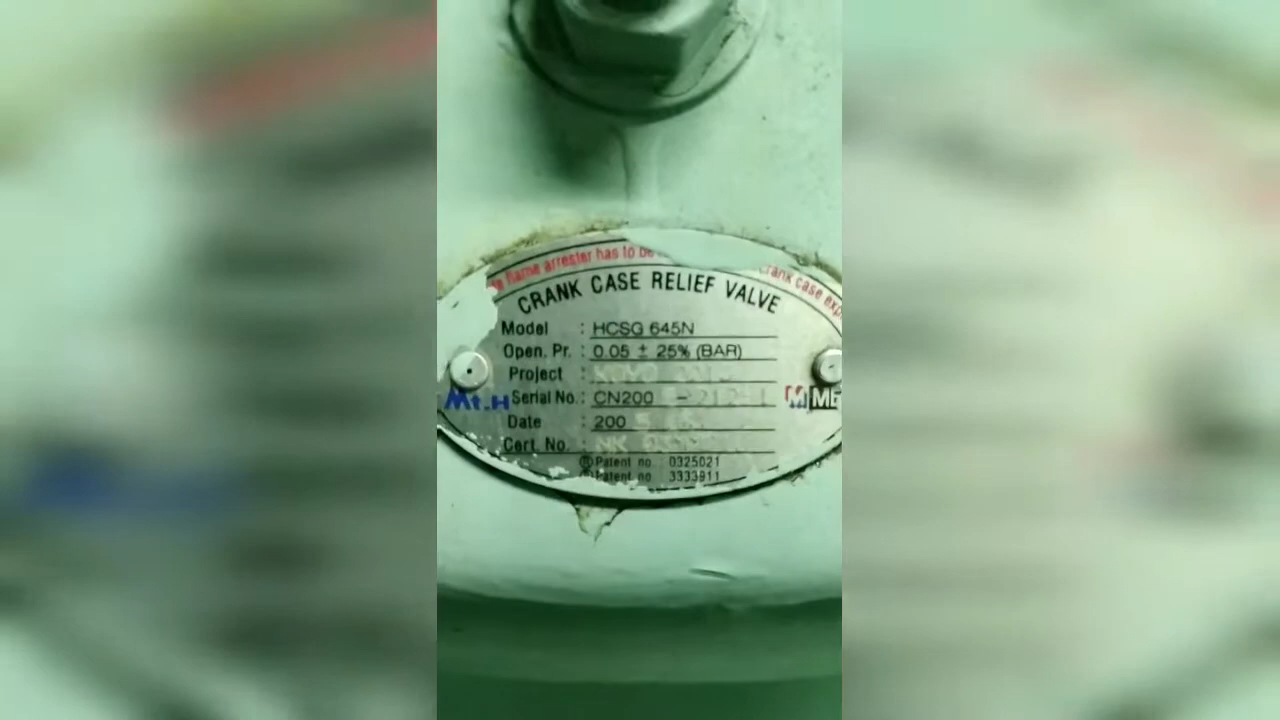 flame arrester has to be
crank case
CRANK CASE RELIEF VALVE
Model : HCSG 645N
Open. Pr. : 0.05 ± 25% (BAR)
Project :
Serial No. : CN200 -
Date : 200
Cert. No. : NK
Mt.H
® Patent no : 0325021
Patent no : 3333911